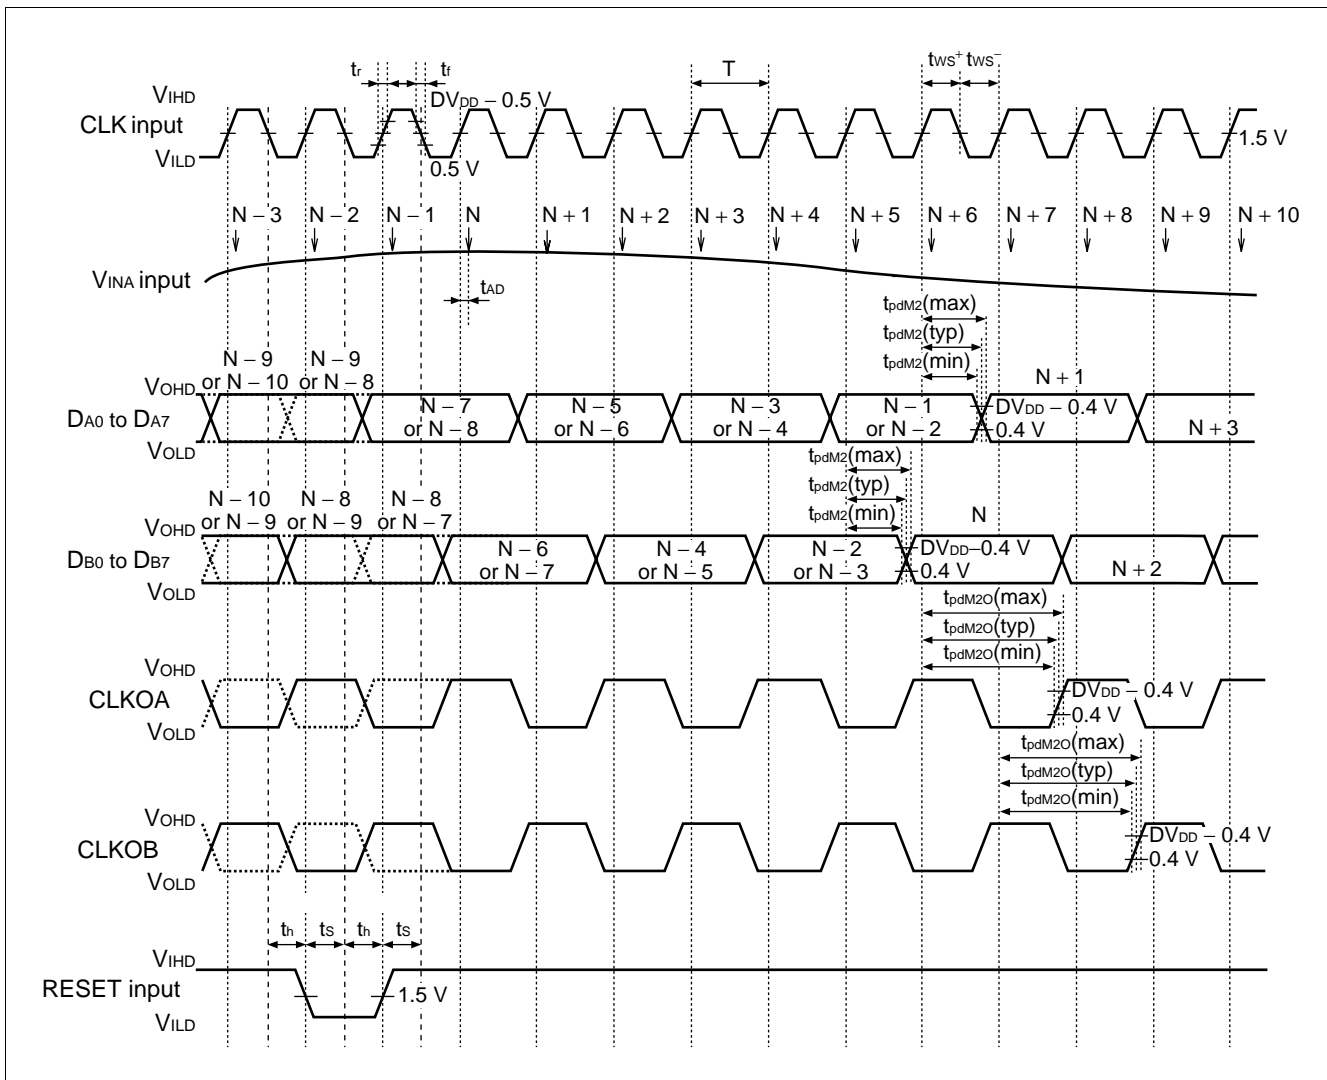 tr tf T tWS+ tWS−
VIHD
CLK input
VILD
DVDD – 0.5 V
0.5 V
1.5 V
N – 3 N – 2 N – 1 N N + 1 N + 2 N + 3 N + 4 N + 5 N + 6 N + 7 N + 8 N + 9 N + 10
VINA input
tAD
tpdM2(max)
tpdM2(typ)
tpdM2(min)
N – 9 or N – 10
N – 9 or N – 8
VOHD
DA0 to DA7
VOLD
N – 7 or N – 8
N – 5 or N – 6
N – 3 or N – 4
N – 1 or N – 2
N + 1
DVDD – 0.4 V
0.4 V
N + 3
tpdM2(max)
tpdM2(typ)
tpdM2(min)
N – 10 or N – 9
N – 8 or N – 9
N – 8 or N – 7
VOHD
DB0 to DB7
VOLD
N – 6 or N – 7
N – 4 or N – 5
N – 2 or N – 3
N
DVDD–0.4 V
0.4 V
N + 2
tpdM2O(max)
tpdM2O(typ)
tpdM2O(min)
VOHD
CLKOA
VOLD
DVDD – 0.4 V
0.4 V
tpdM2O(max)
tpdM2O(typ)
tpdM2O(min)
VOHD
CLKOB
VOLD
DVDD – 0.4 V
0.4 V
th tS th tS
VIHD
RESET input
VILD
1.5 V